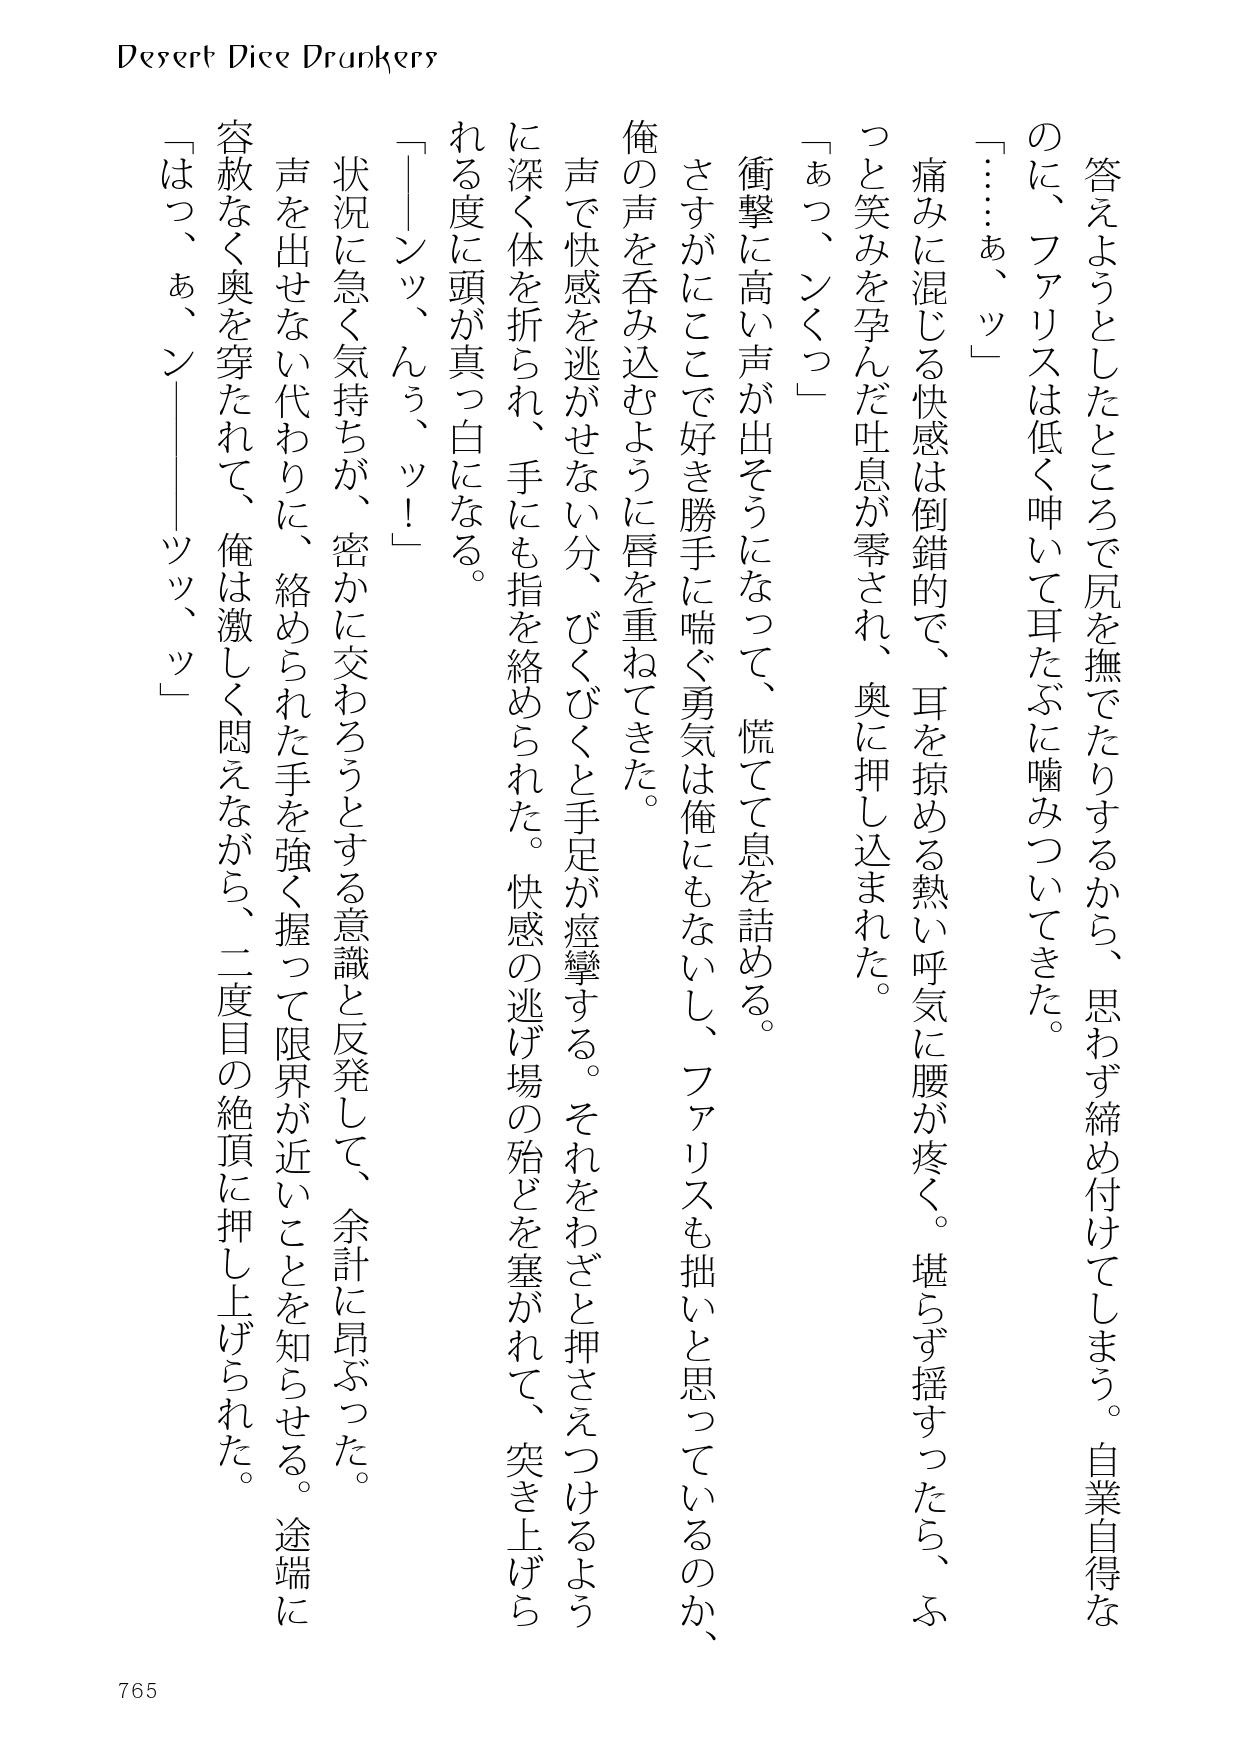 Desert Dice Drunkers
　答えようとしたところで尻を撫でたりするから、思わず締め付けてしまう。自業自得な
のに、ファリスは低く呻いて耳たぶに噛みついてきた。
「……ぁ、ッ」
　痛みに混じる快感は倒錯的で、耳を掠める熱い呼気に腰が疼く。堪らず揺すったら、ふ
っと笑みを孕んだ吐息が零され、奥に押し込まれた。
「ぁっ、ンくっ」
　衝撃に高い声が出そうになって、慌てて息を詰める。
　さすがにここで好き勝手に喘ぐ勇気は俺にもないし、ファリスも拙いと思っているのか、
俺の声を呑み込むように唇を重ねてきた。
　声で快感を逃がせない分、びくびくと手足が痙攣する。それをわざと押さえつけるよう
に深く体を折られ、手にも指を絡められた。快感の逃げ場の殆どを塞がれて、突き上げら
れる度に頭が真っ白になる。
「――ンッ、んぅ、ッ！」
　状況に急く気持ちが、密かに交わろうとする意識と反発して、余計に昂ぶった。
　声を出せない代わりに、絡められた手を強く握って限界が近いことを知らせる。途端に
容赦なく奥を穿たれて、俺は激しく悶えながら、二度目の絶頂に押し上げられた。
「はっ、ぁ、ン――――ツッ、ッ」
765